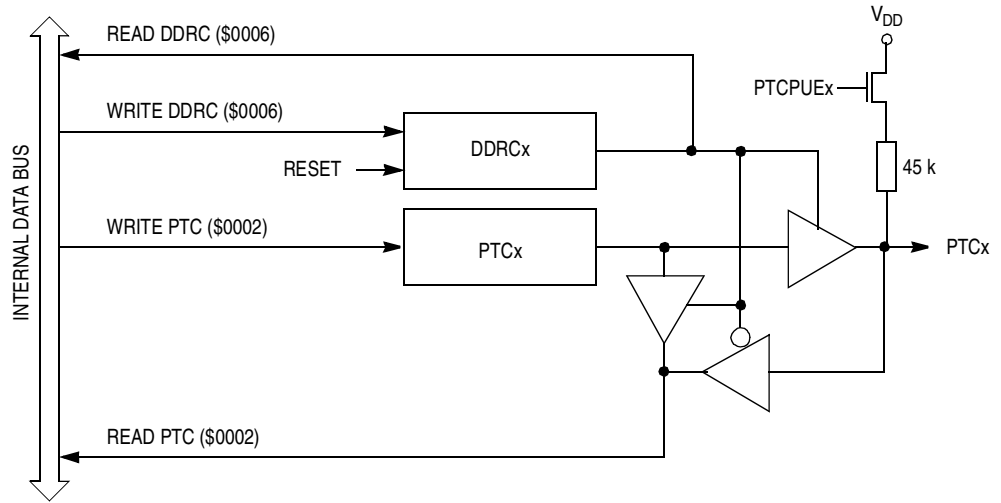 READ DDRC ($0006)
V_DD
PTCPUEx
WRITE DDRC ($0006)
DDRCx
RESET
45 k
WRITE PTC ($0002)
PTCx
PTCx
INTERNAL DATA BUS
READ PTC ($0002)